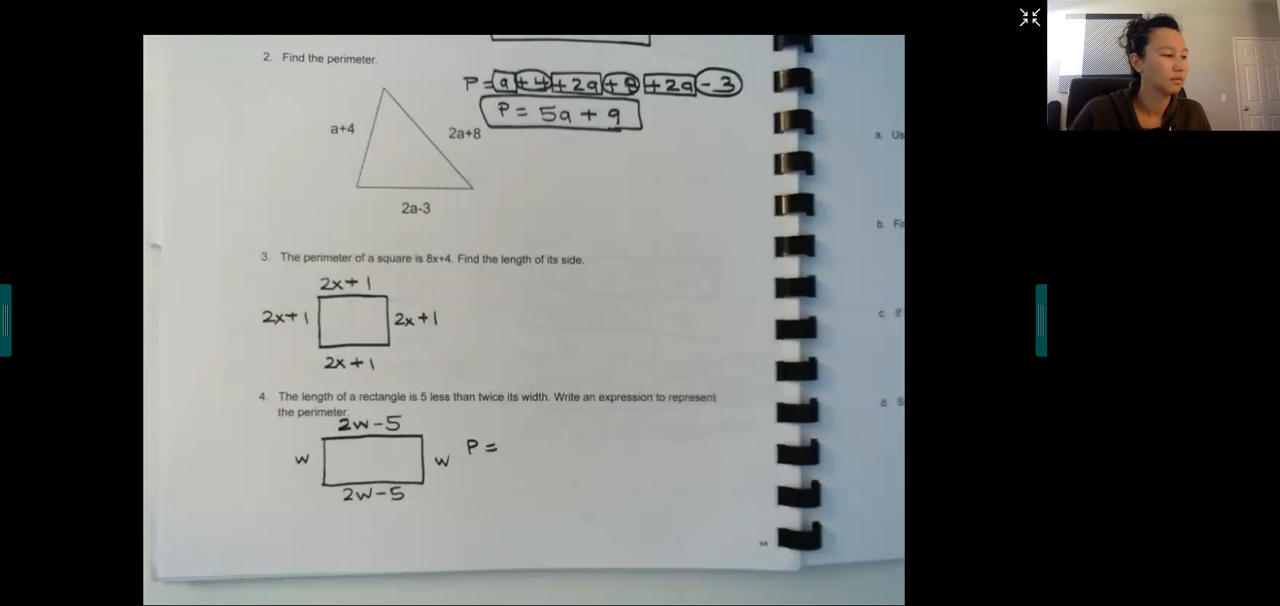 2. Find the perimeter.
P=a+4+2a+8+2a-3
P= 5a+9
a+4
2a+8
2a-3
3. The perimeter of a square is 8x+4. Find the length of its side.
2x+1
2x+1
2x+1
2x+1
4. The length of a rectangle is 5 less than twice its width. Write an expression to represent
the perimeter.
2w-5
w
w
P=
2w-5
a. Us
b. Fi
c. If
d. S